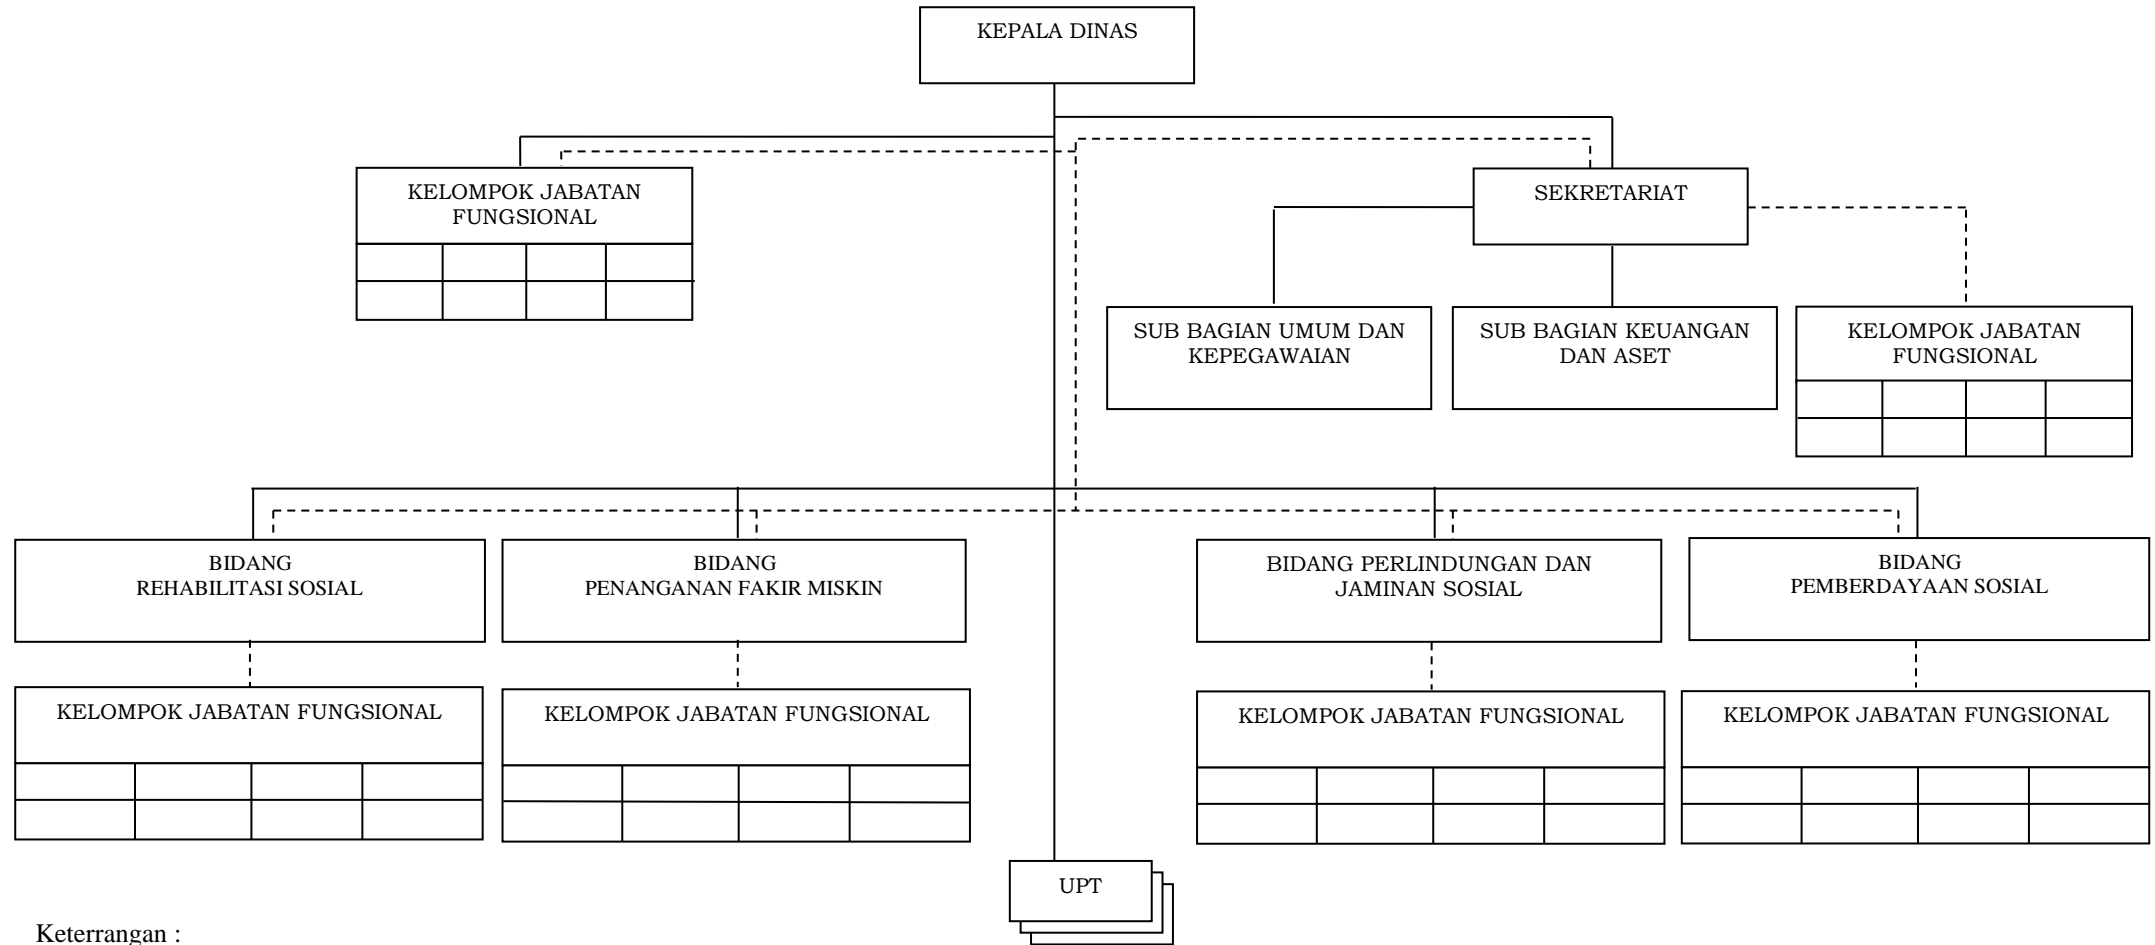 KEPALA DINAS
KELOMPOK JABATAN
FUNGSIONAL
SEKRETARIAT
SUB BAGIAN UMUM DAN
KEPEGAWAIAN
SUB BAGIAN KEUANGAN
DAN ASET
KELOMPOK JABATAN
FUNGSIONAL
BIDANG
REHABILITASI SOSIAL
BIDANG
PENANGANAN FAKIR MISKIN
BIDANG PERLINDUNGAN DAN
JAMINAN SOSIAL
BIDANG
PEMBERDAYAAN SOSIAL
KELOMPOK JABATAN FUNGSIONAL
KELOMPOK JABATAN FUNGSIONAL
KELOMPOK JABATAN FUNGSIONAL
KELOMPOK JABATAN FUNGSIONAL
UPT
Keterrangan :